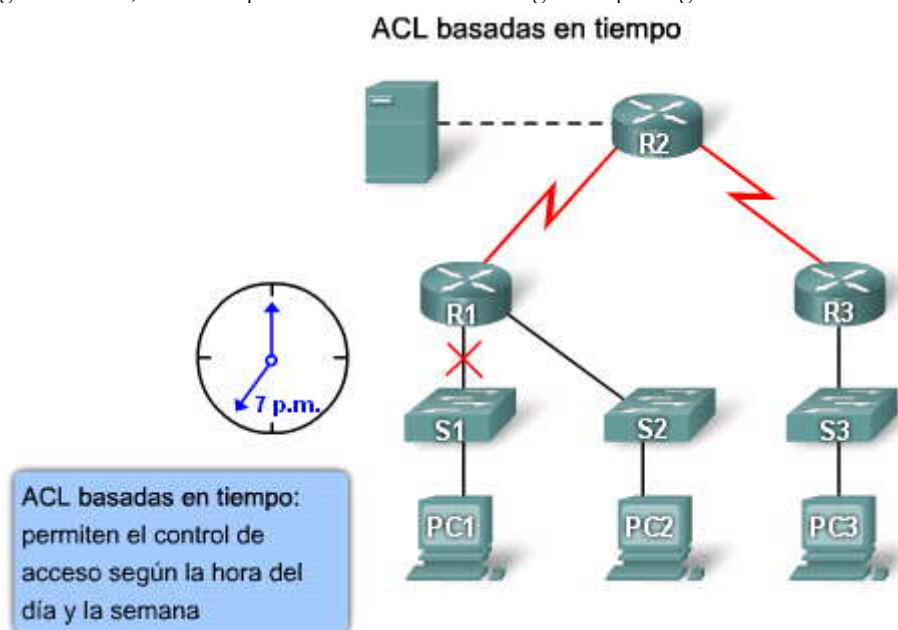 ACL basadas en tiempo
R2
R1
R3
7 p.m.
S1
S2
S3
PC1
PC2
PC3
ACL basadas en tiempo:
permiten el control de
acceso según la hora del
día y la semana